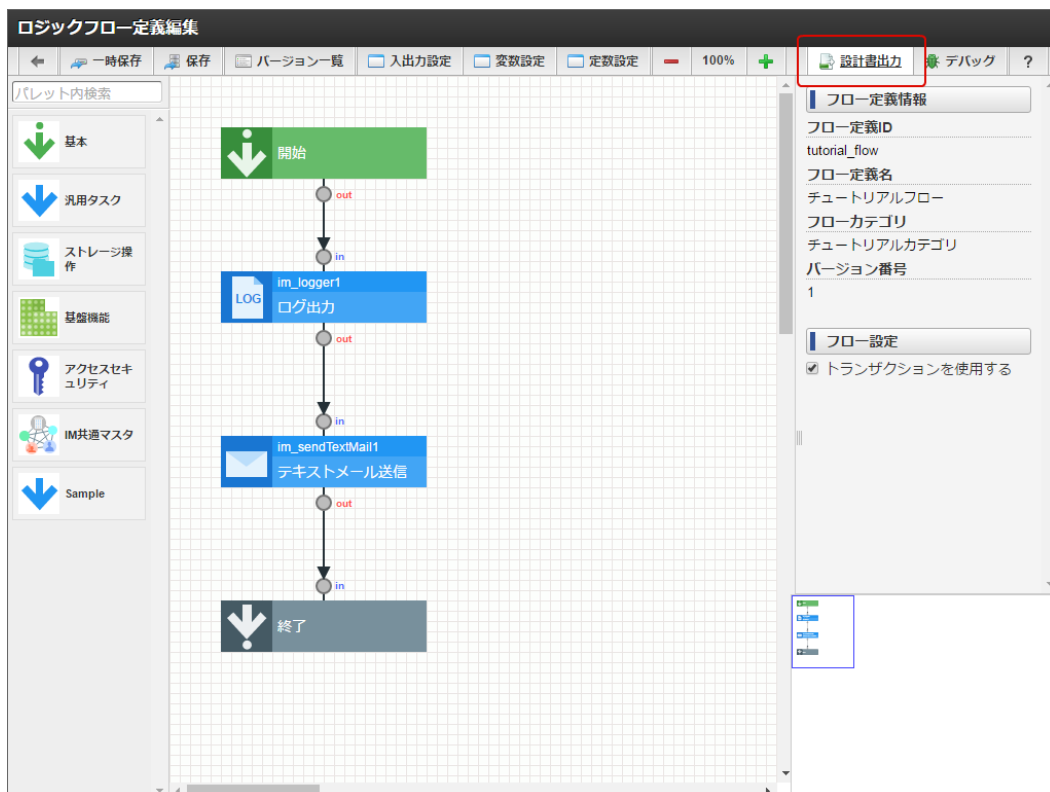 ロジックフロー定義編集
一時保存 保存 バージョン一覧 入出力設定 変数設定 定数設定 100% 設計書出力 デバッグ ?
パレット内検索
基本
汎用タスク
ストレージ操
作
基盤機能
アクセスセキ
ュリティ
IM共通マスタ
Sample
開始
out
in
im_logger1
LOG
ログ出力
out
in
im_sendTextMail1
テキストメール送信
out
in
終了
フロー定義情報
フロー定義ID
tutorial_flow
フロー定義名
チュートリアルフロー
フローカテゴリ
チュートリアルカテゴリ
バージョン番号
1
フロー設定
トランザクションを使用する